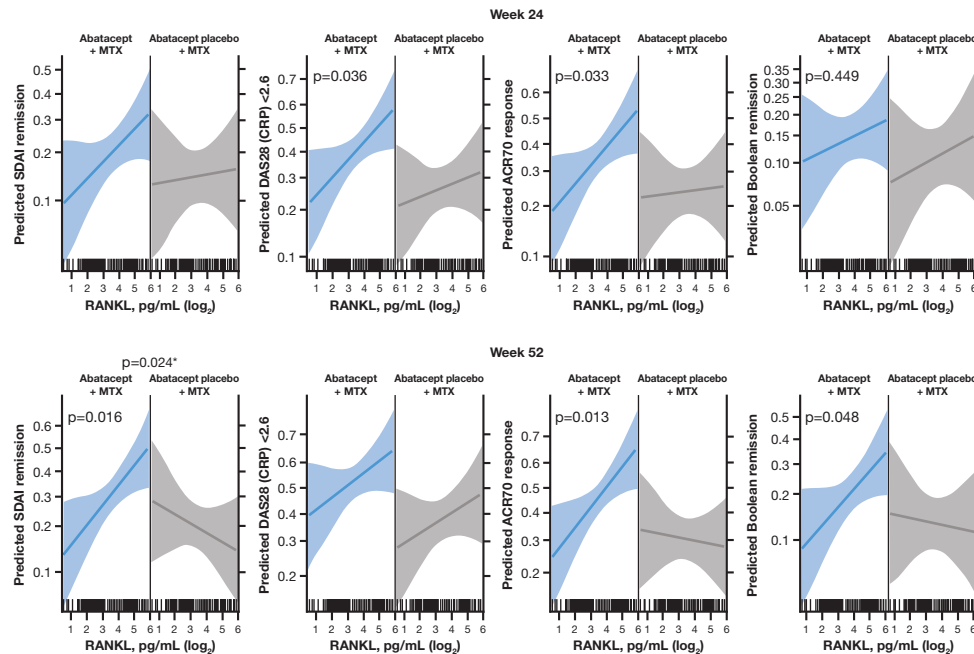 Week 24
Abatacept + MTX
Abatacept placebo + MTX
Predicted SDAI remission
0.5
0.4
0.3
0.2
0.1
1 2 3 4 5 6
1 2 3 4 5 6
RANKL, pg/mL (log2)
Abatacept + MTX
Abatacept placebo + MTX
p=0.036
Predicted DAS28 (CRP) <2.6
0.7
0.6
0.5
0.4
0.3
0.2
0.1
1 2 3 4 5 6
1 2 3 4 5 6
RANKL, pg/mL (log2)
Abatacept + MTX
Abatacept placebo + MTX
p=0.033
Predicted ACR70 response
0.6
0.5
0.4
0.3
0.2
0.1
1 2 3 4 5 6
1 2 3 4 5 6
RANKL, pg/mL (log2)
Abatacept + MTX
Abatacept placebo + MTX
p=0.449
Predicted Boolean remission
0.35
0.30
0.25
0.20
0.15
0.10
0.05
1 2 3 4 5 6
1 2 3 4 5 6
RANKL, pg/mL (log2)
Week 52
p=0.024*
Abatacept + MTX
Abatacept placebo + MTX
p=0.016
Predicted SDAI remission
0.6
0.5
0.4
0.3
0.2
0.1
1 2 3 4 5 6
1 2 3 4 5 6
RANKL, pg/mL (log2)
Abatacept + MTX
Abatacept placebo + MTX
Predicted DAS28 (CRP) <2.6
0.7
0.6
0.5
0.4
0.3
0.2
1 2 3 4 5 6
1 2 3 4 5 6
RANKL, pg/mL (log2)
Abatacept + MTX
Abatacept placebo + MTX
p=0.013
Predicted ACR70 response
0.7
0.6
0.5
0.4
0.3
0.2
1 2 3 4 5 6
1 2 3 4 5 6
RANKL, pg/mL (log2)
Abatacept + MTX
Abatacept placebo + MTX
p=0.048
Predicted Boolean remission
0.5
0.4
0.3
0.2
0.1
1 2 3 4 5 6
1 2 3 4 5 6
RANKL, pg/mL (log2)